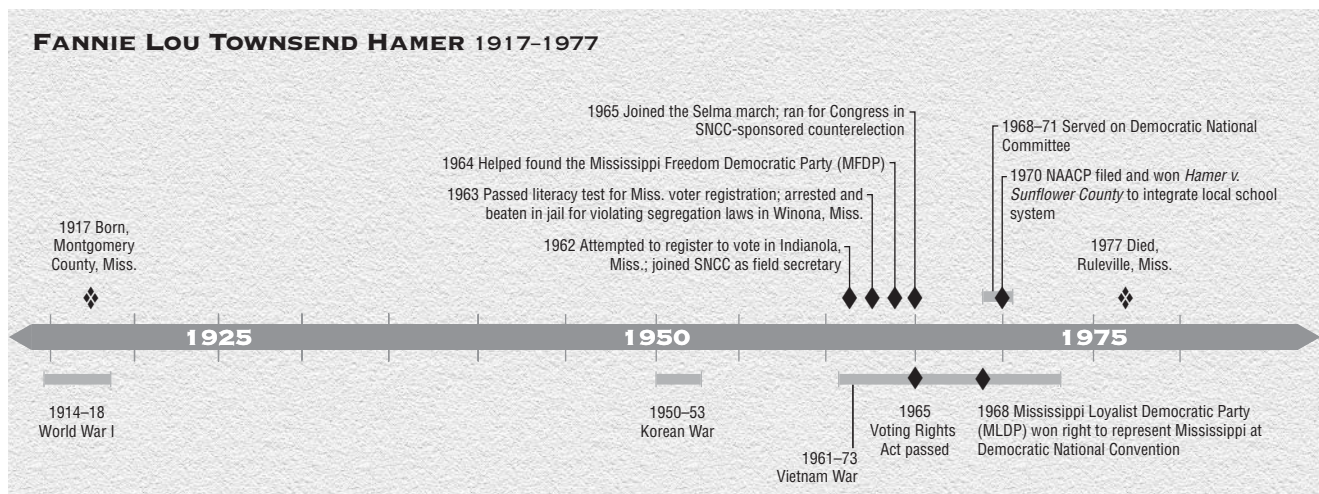 FANNIE LOU TOWNSEND HAMER 1917–1977
1965 Joined the Selma march; ran for Congress in
SNCC-sponsored counterelection
1968–71 Served on Democratic National
Committee
1964 Helped found the Mississippi Freedom Democratic Party (MFDP)
1970 NAACP filed and won Hamer v.
Sunflower County to integrate local school
system
1963 Passed literacy test for Miss. voter registration; arrested and
beaten in jail for violating segregation laws in Winona, Miss.
1917 Born,
Montgomery
County, Miss.
1962 Attempted to register to vote in Indianola,
Miss.; joined SNCC as field secretary
1977 Died,
Ruleville, Miss.
1925
1950
1975
1914–18
World War I
1950–53
Korean War
1961–73
Vietnam War
1965
Voting Rights
Act passed
1968 Mississippi Loyalist Democratic Party
(MLDP) won right to represent Mississippi at
Democratic National Convention